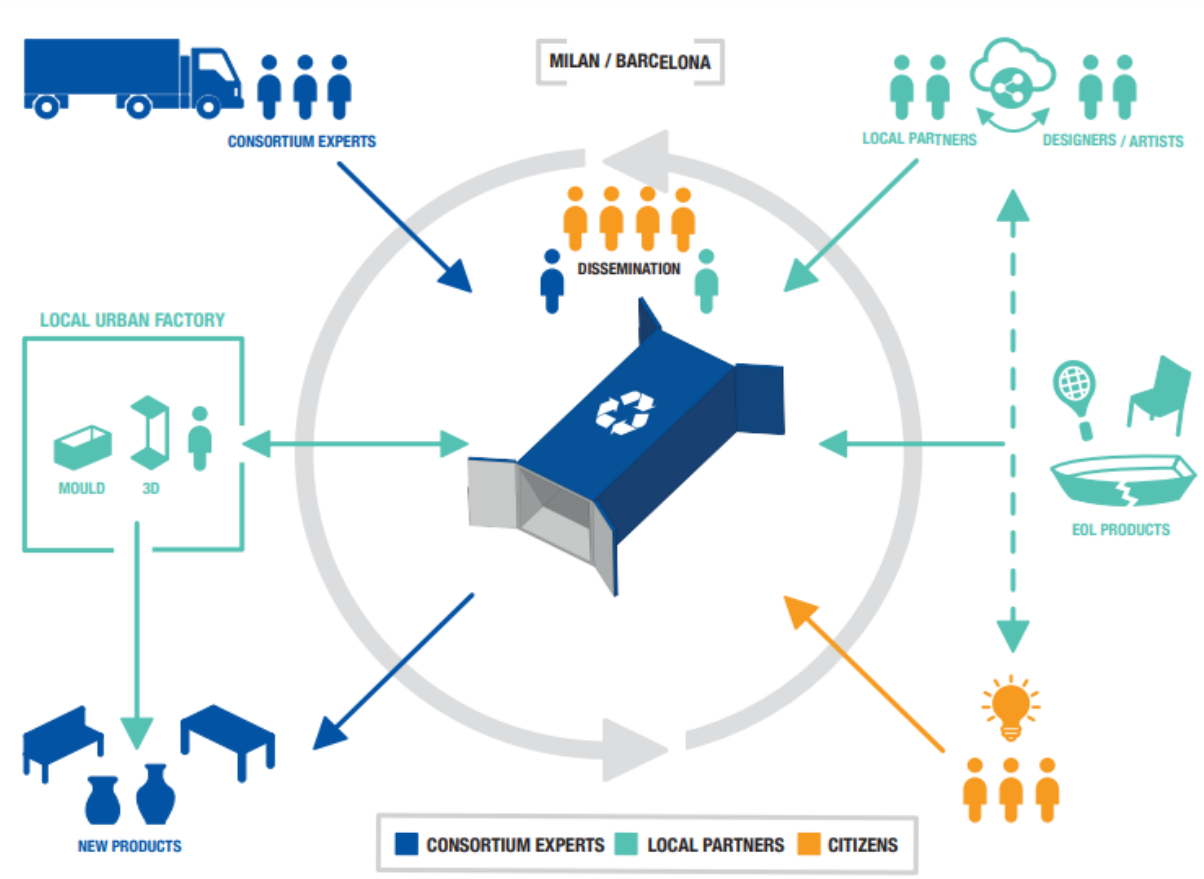 MILAN / BARCELONA
CONSORTIUM EXPERTS
LOCAL PARTNERS
DESIGNERS / ARTISTS
DISSEMINATION
LOCAL URBAN FACTORY
MOULD
3D
EOL PRODUCTS
NEW PRODUCTS
CONSORTIUM EXPERTS
LOCAL PARTNERS
CITIZENS